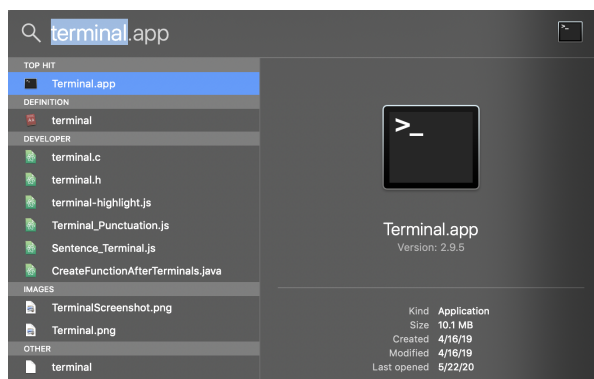 terminal.app
TOP HIT
Terminal.app
DEFINITION
terminal
DEVELOPER
terminal.c
terminal.h
terminal-highlight.js
Terminal_Punctuation.js
Sentence_Terminal.js
CreateFunctionAfterTerminals.java
IMAGES
TerminalScreenshot.png
Terminal.png
OTHER
terminal
>_
Terminal.app
Version: 2.9.5
Kind Application
Size 10.1 MB
Created 4/16/19
Modified 4/16/19
Last opened 5/22/20